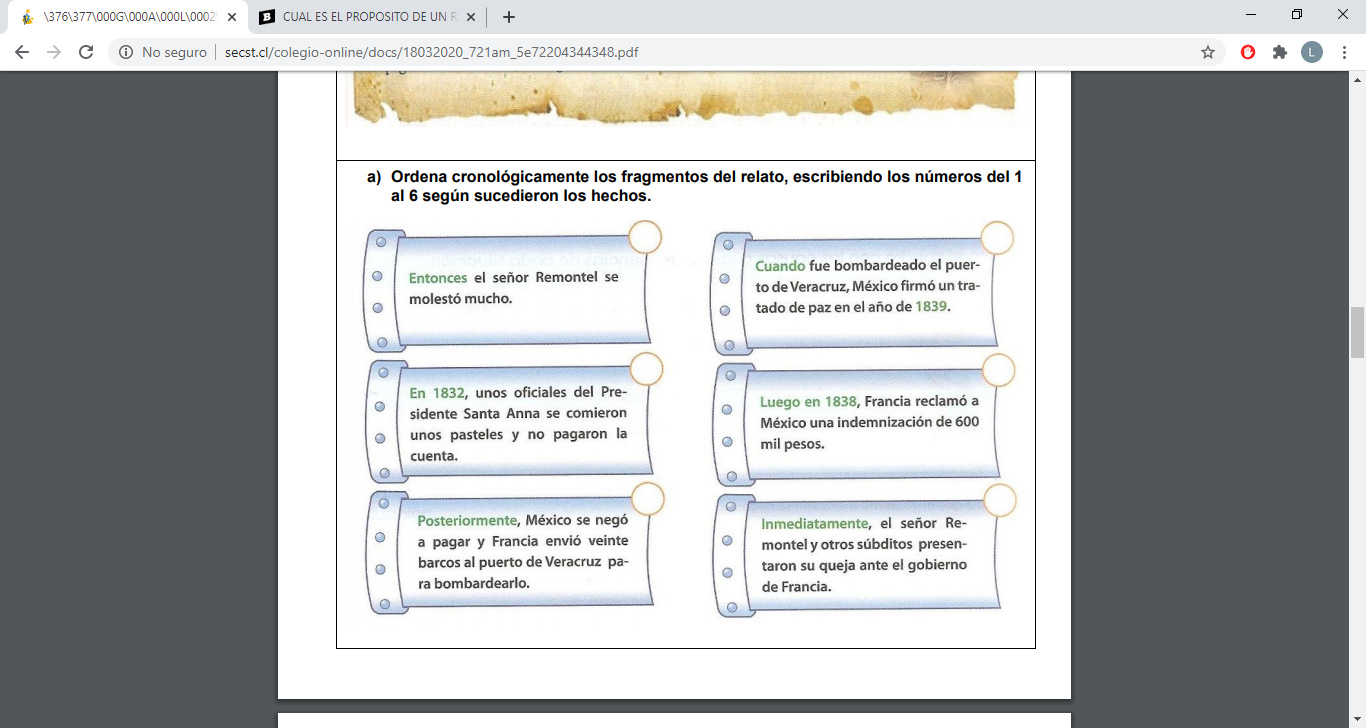 \376\377\000G\000A\000L\0002
CUAL ES EL PROPOSITO DE UN R
No seguro
secst.cl/colegio-online/docs/18032020_721am_5e72204344348.pdf
L
a) Ordena cronológicamente los fragmentos del relato, escribiendo los números del 1
al 6 según sucedieron los hechos.
Entonces el señor Remontel se
molestó mucho.
Cuando fue bombardeado el puer-
to de Veracruz, México firmó un tra-
tado de paz en el año de 1839.
En 1832, unos oficiales del Pre-
sidente Santa Anna se comieron
unos pasteles y no pagaron la
cuenta.
Luego en 1838, Francia reclamó a
México una indemnización de 600
mil pesos.
Posteriormente, México se negó
a pagar y Francia envió veinte
barcos al puerto de Veracruz pa-
ra bombardearlo.
Inmediatamente, el señor Re-
montel y otros súbditos presen-
taron su queja ante el gobierno
de Francia.